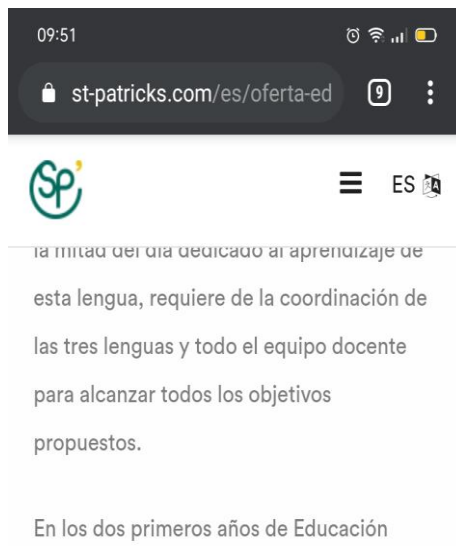 09:51
st-patricks.com/es/oferta-ed
9
SP'
ES
la mitad del día dedicado al aprendizaje de
esta lengua, requiere de la coordinación de
las tres lenguas y todo el equipo docente
para alcanzar todos los objetivos
propuestos.
En los dos primeros años de Educación